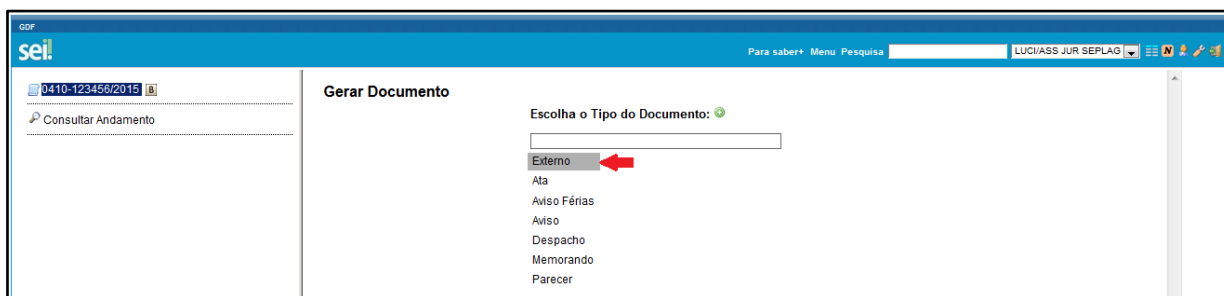 GDF
sei!
Para saber+ Menu Pesquisa LUCI/ASS JUR SEPLAG N
0410-123456/2015 B
Consultar Andamento
Gerar Documento
Escolha o Tipo do Documento:
Externo
Ata
Aviso Férias
Aviso
Despacho
Memorando
Parecer